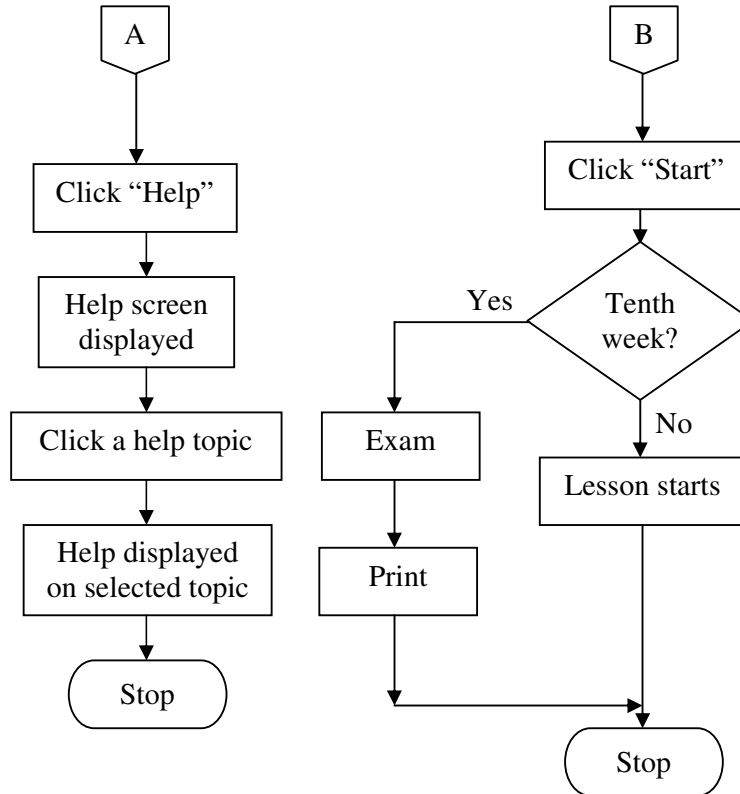 A
Click “Help”
Help screen
displayed
Click a help topic
Help displayed
on selected topic
Stop
B
Click “Start”
Tenth
week?
Yes
No
Exam
Print
Lesson starts
Stop